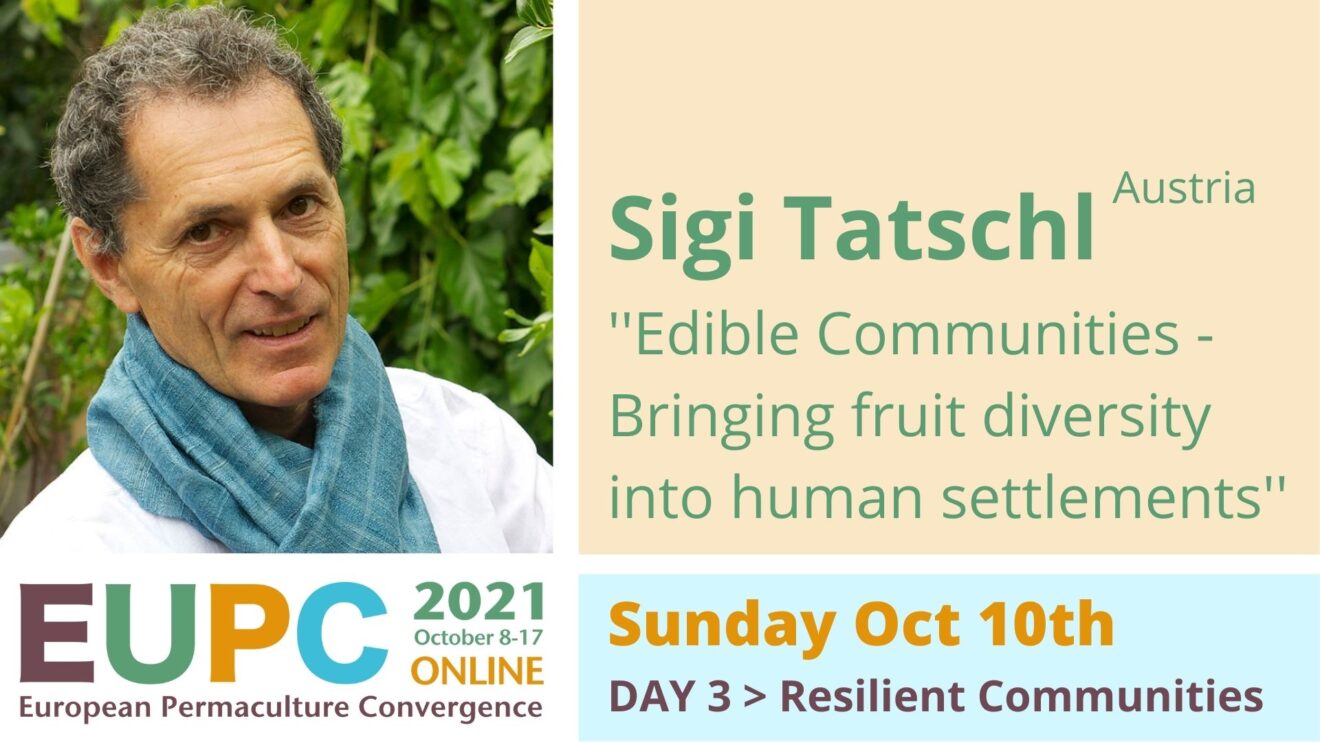 Sigi Tatschl Austria
''Edible Communities -
Bringing fruit diversity
into human settlements''
EUPC 2021
October 8-17
ONLINE
European Permaculture Convergence
Sunday Oct 10th
DAY 3 > Resilient Communities